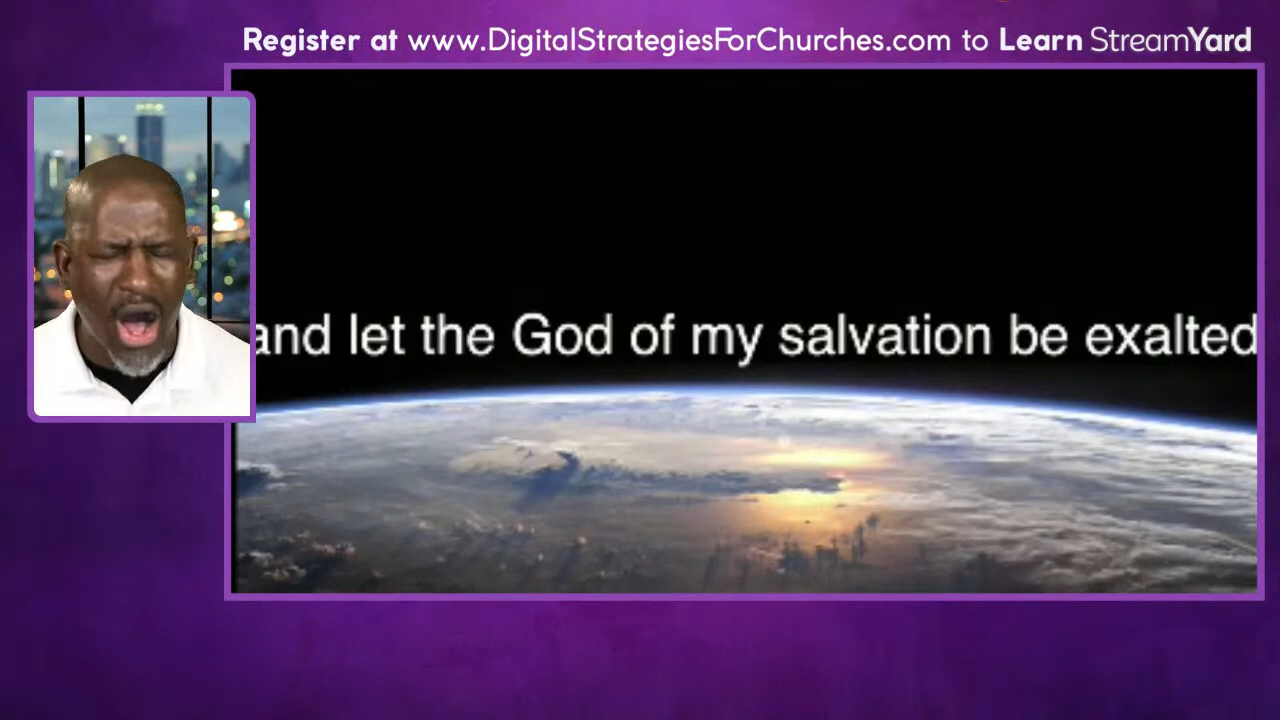 Register at www.DigitalStrategiesForChurches.com to Learn StreamYard
and let the God of my salvation be exalted